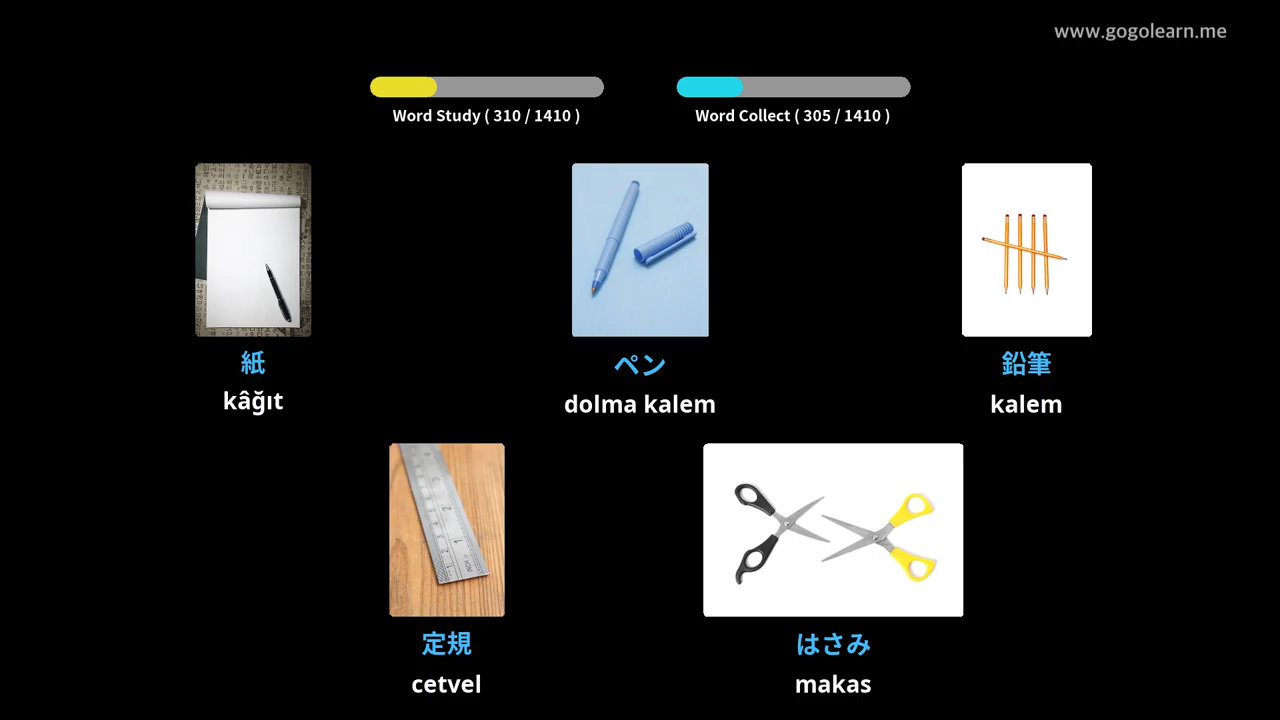 www.gogolearn.me
Word Study ( 310 / 1410 )
Word Collect ( 305 / 1410 )
紙
kâğıt
ペン
dolma kalem
鉛筆
kalem
定規
cetvel
はさみ
makas